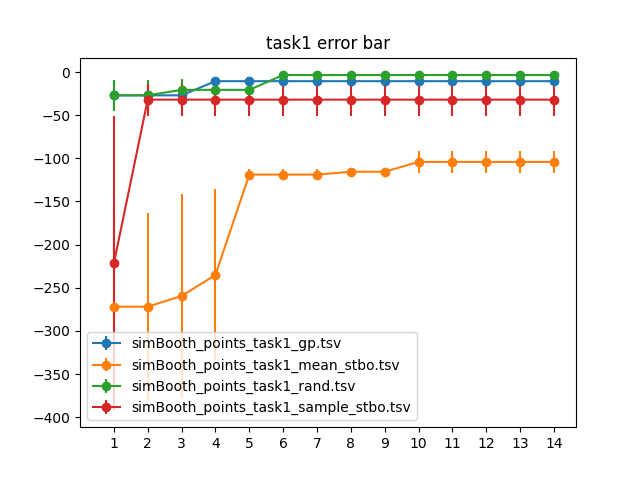 task1 error bar
0
−50
−100
−150
−200
−250
−300
−350
−400
simBooth_points_task1_gp.tsv
simBooth_points_task1_mean_stbo.tsv
simBooth_points_task1_rand.tsv
simBooth_points_task1_sample_stbo.tsv
1 2 3 4 5 6 7 8 9 10 11 12 13 14